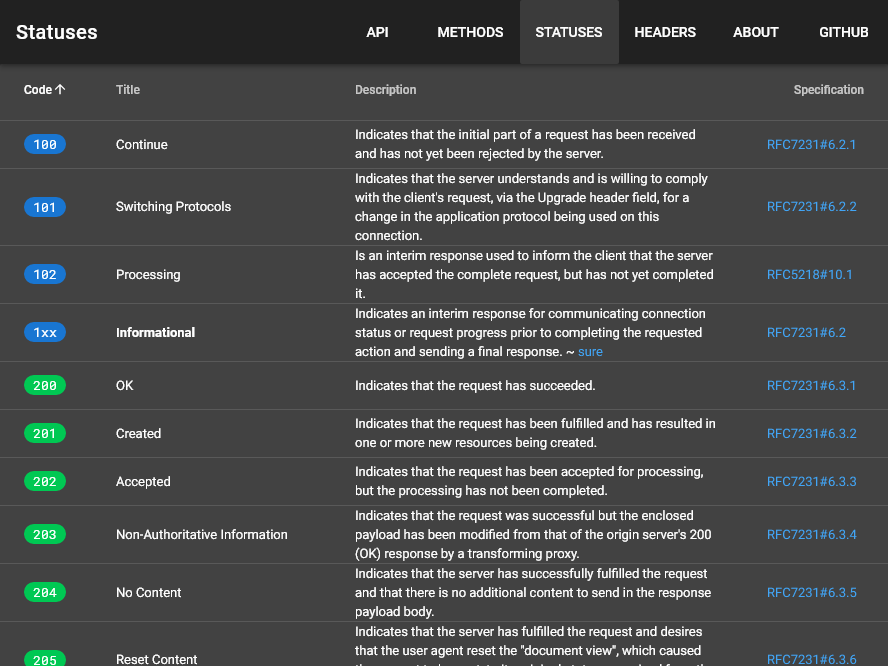 Statuses
API METHODS STATUSES HEADERS ABOUT GITHUB
Code↑ Title Description Specification
100 Continue Indicates that the initial part of a request has been received
and has not yet been rejected by the server. RFC7231#6.2.1
101 Switching Protocols Indicates that the server understands and is willing to comply
with the client's request, via the Upgrade header field, for a
change in the application protocol being used on this
connection. RFC7231#6.2.2
102 Processing Is an interim response used to inform the client that the server
has accepted the complete request, but has not yet completed
it. RFC5218#10.1
1xx Informational Indicates an interim response for communicating connection
status or request progress prior to completing the requested
action and sending a final response. ~ sure RFC7231#6.2
200 OK Indicates that the request has succeeded. RFC7231#6.3.1
201 Created Indicates that the request has been fulfilled and has resulted in
one or more new resources being created. RFC7231#6.3.2
202 Accepted Indicates that the request has been accepted for processing,
but the processing has not been completed. RFC7231#6.3.3
203 Non-Authoritative Information Indicates that the request was successful but the enclosed
payload has been modified from that of the origin server's 200
(OK) response by a transforming proxy. RFC7231#6.3.4
204 No Content Indicates that the server has successfully fulfilled the request
and that there is no additional content to send in the response
payload body. RFC7231#6.3.5
205 Reset Content Indicates that the server has fulfilled the request and desires
that the user agent reset the "document view", which caused
RFC7231#6.3.6